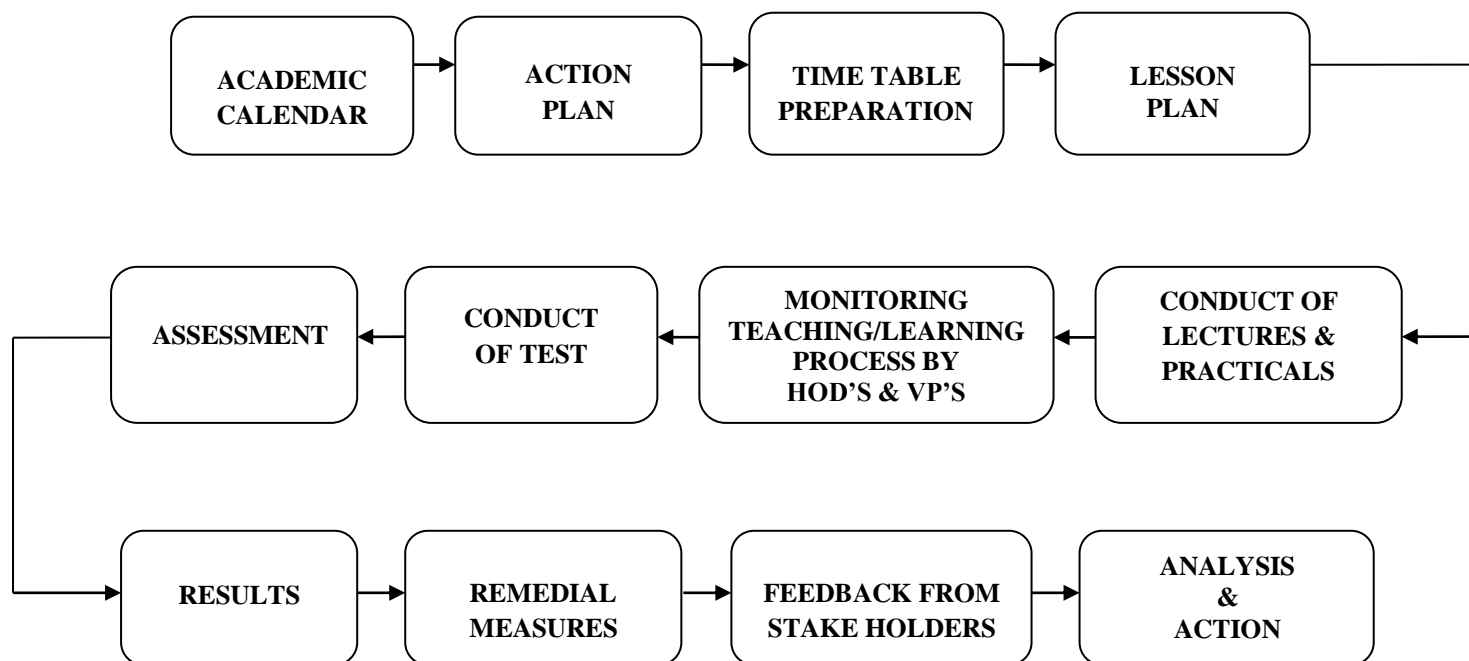 ACADEMIC
CALENDAR
ACTION
PLAN
TIME TABLE
PREPARATION
LESSON
PLAN
CONDUCT OF
LECTURES &
PRACTICALS
MONITORING
TEACHING/LEARNING
PROCESS BY
HOD’S & VP’S
CONDUCT
OF TEST
ASSESSMENT
RESULTS
REMEDIAL
MEASURES
FEEDBACK FROM
STAKE HOLDERS
ANALYSIS
&
ACTION